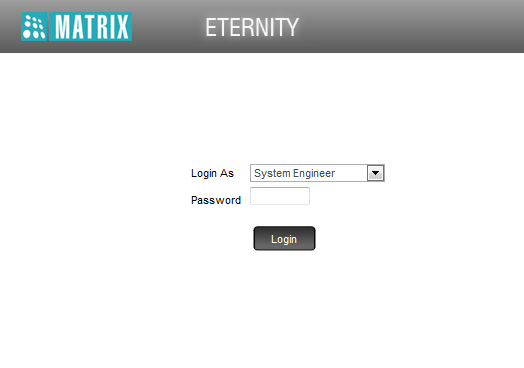 MATRIX ETERNITY
Login As System Engineer
Password
Login